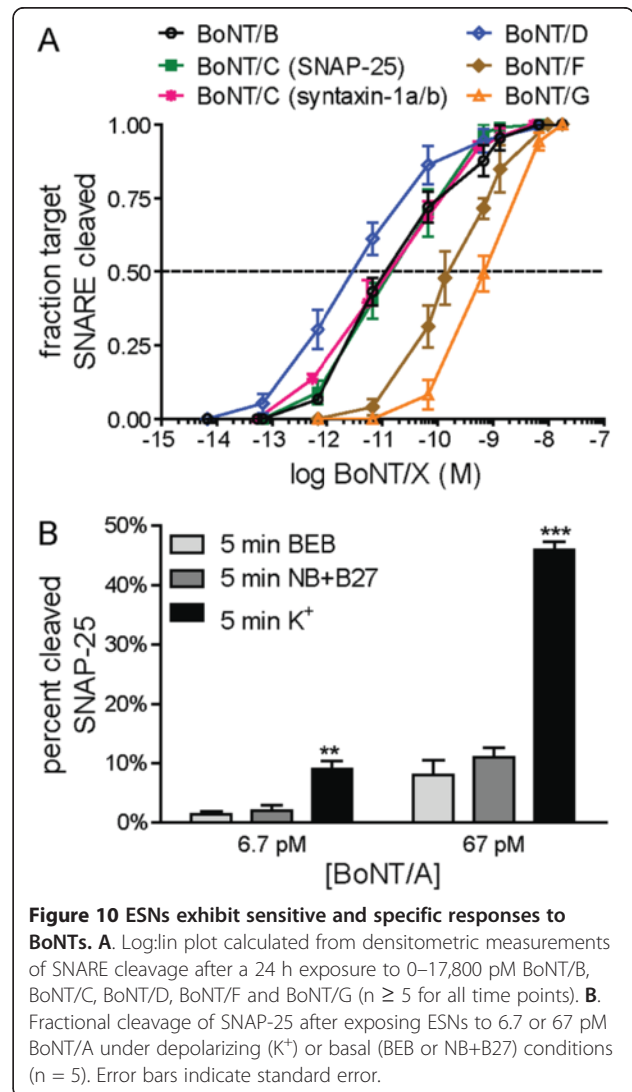 A
BoNT/B
BoNT/D
BoNT/C (SNAP-25)
BoNT/F
BoNT/C (syntaxin-1a/b)
BoNT/G
1.00
0.75
0.50
0.25
0.00
fraction target
SNARE cleaved
-15 -14 -13 -12 -11 -10 -9 -8 -7
log BoNT/X (M)
B
50%
40%
30%
20%
10%
0%
5 min BEB
5 min NB+B27
5 min K⁺
***
**
percent cleaved
SNAP-25
6.7 pM 67 pM
[BoNT/A]
Figure 10 ESNs exhibit sensitive and specific responses to
BoNTs. A. Log:lin plot calculated from densitometric measurements
of SNARE cleavage after a 24 h exposure to 0–17,800 pM BoNT/B,
BoNT/C, BoNT/D, BoNT/F and BoNT/G (n ≥ 5 for all time points). B.
Fractional cleavage of SNAP-25 after exposing ESNs to 6.7 or 67 pM
BoNT/A under depolarizing (K⁺) or basal (BEB or NB+B27) conditions
(n = 5). Error bars indicate standard error.